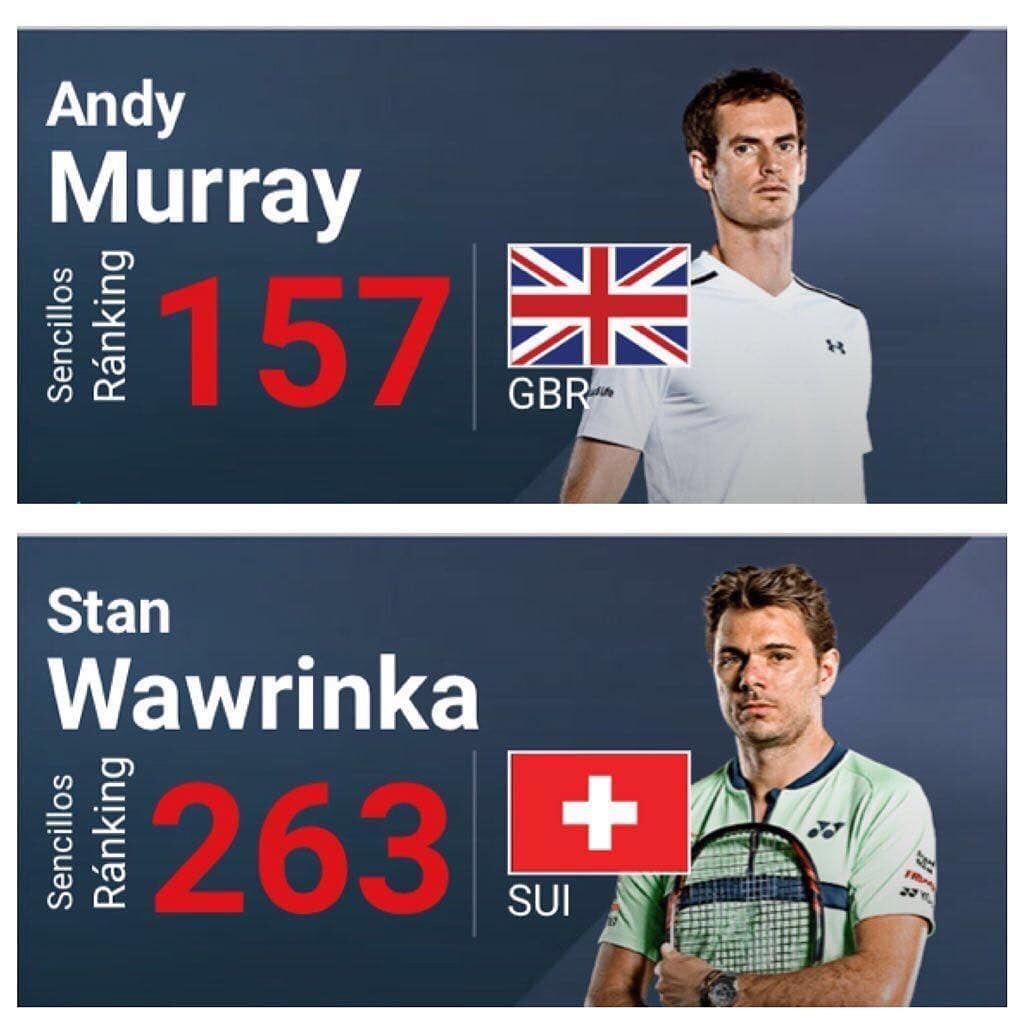 Andy
Murray
Sencillos
Ránking
157
GBR
Stan
Wawrinka
Sencillos
Ránking
263
SUI